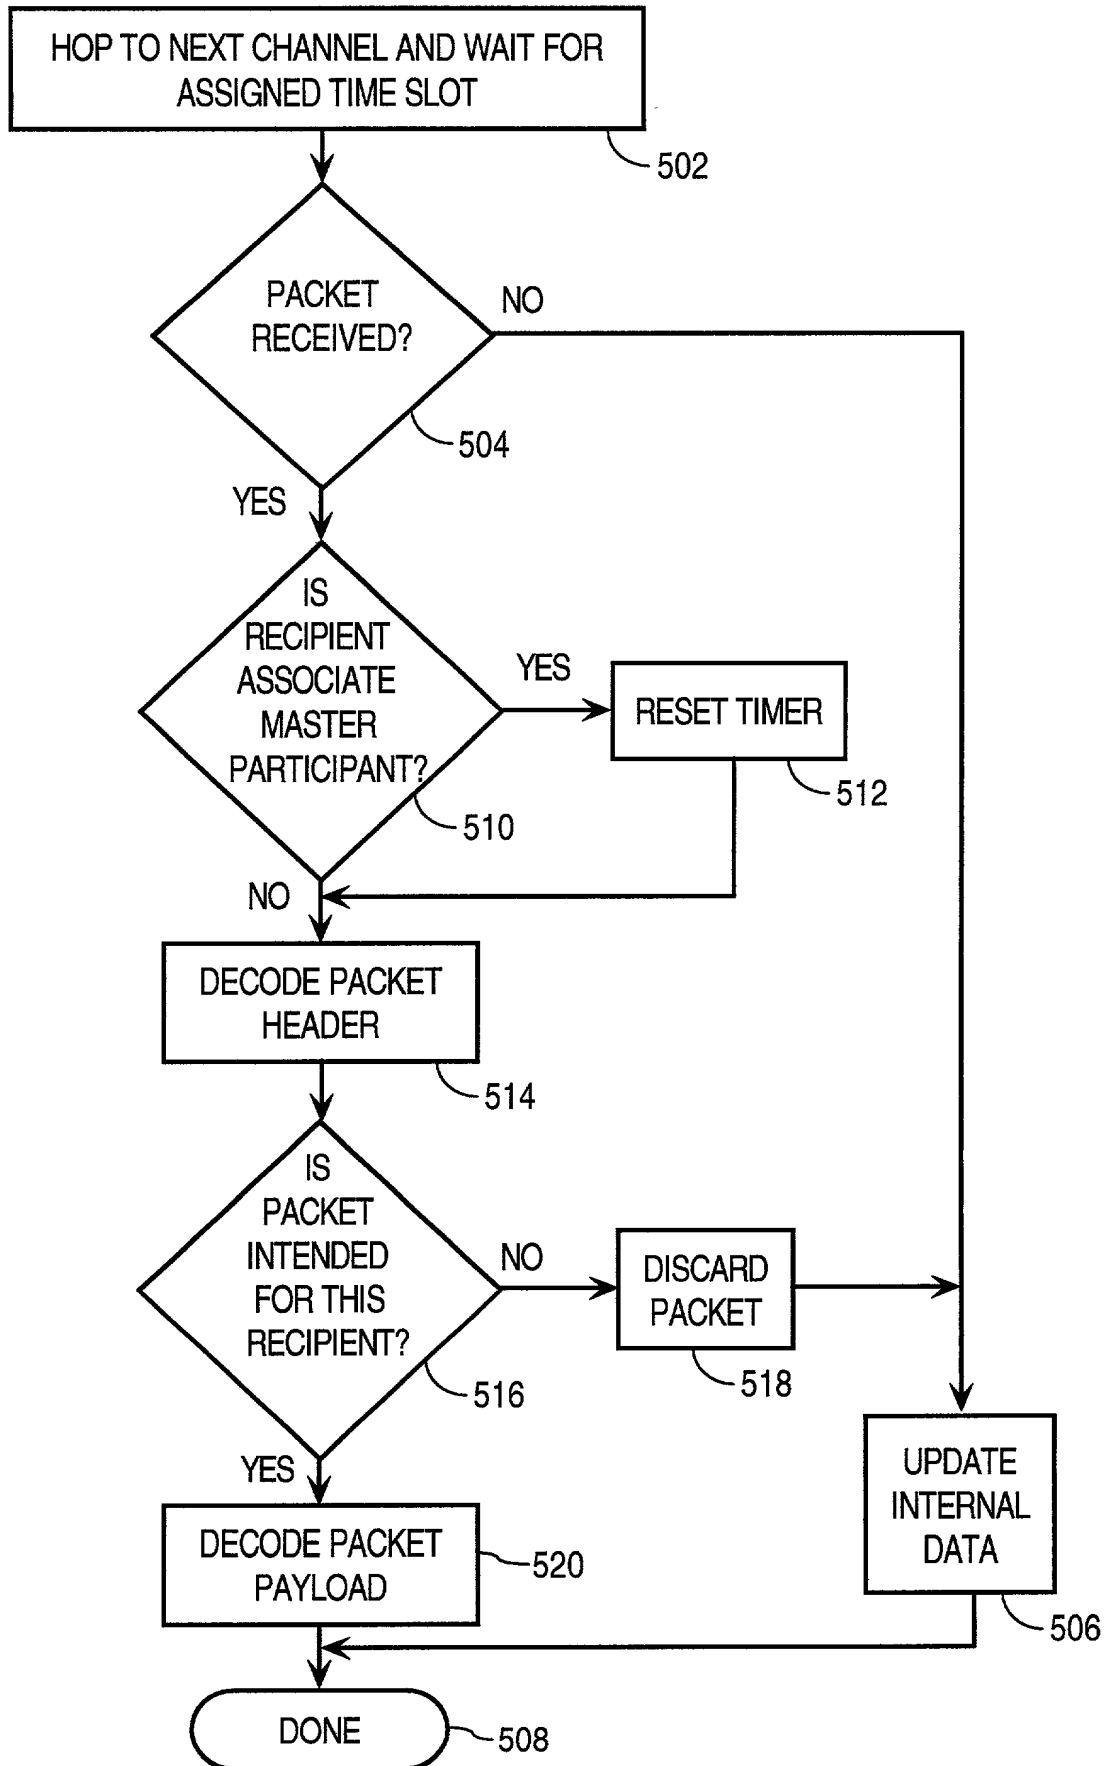 HOP TO NEXT CHANNEL AND WAIT FOR
ASSIGNED TIME SLOT
502
PACKET
RECEIVED?
NO
504
YES
IS
RECIPIENT
ASSOCIATE
MASTER
PARTICIPANT?
YES
RESET TIMER
512
510
NO
DECODE PACKET
HEADER
514
IS
PACKET
INTENDED
FOR THIS
RECIPIENT?
NO
DISCARD
PACKET
518
516
UPDATE
INTERNAL
DATA
506
YES
DECODE PACKET
PAYLOAD
520
DONE
508